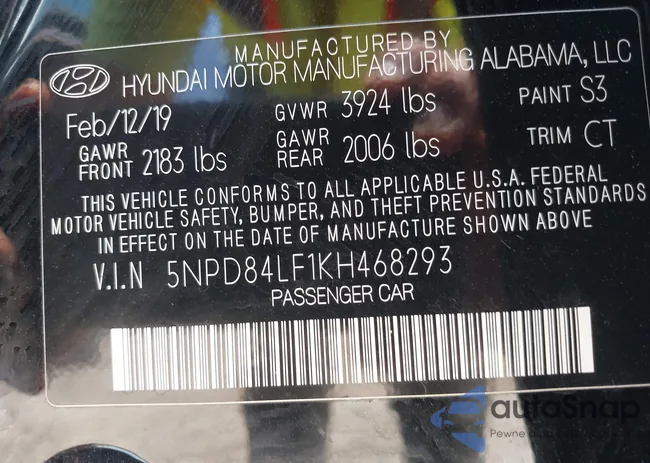 MANUFACTURED BY
HYUNDAI MOTOR MANUFACTURING ALABAMA, LLC
Feb/12/19 GVWR 3924 lbs PAINT S3
GAWR FRONT 2183 lbs GAWR REAR 2006 lbs TRIM CT
THIS VEHICLE CONFORMS TO ALL APPLICABLE U.S.A. FEDERAL
MOTOR VEHICLE SAFETY, BUMPER, AND THEFT PREVENTION STANDARDS
IN EFFECT ON THE DATE OF MANUFACTURE SHOWN ABOVE
V.I.N 5NPD84LF1KH468293
PASSENGER CAR
autoSnap
Pewne